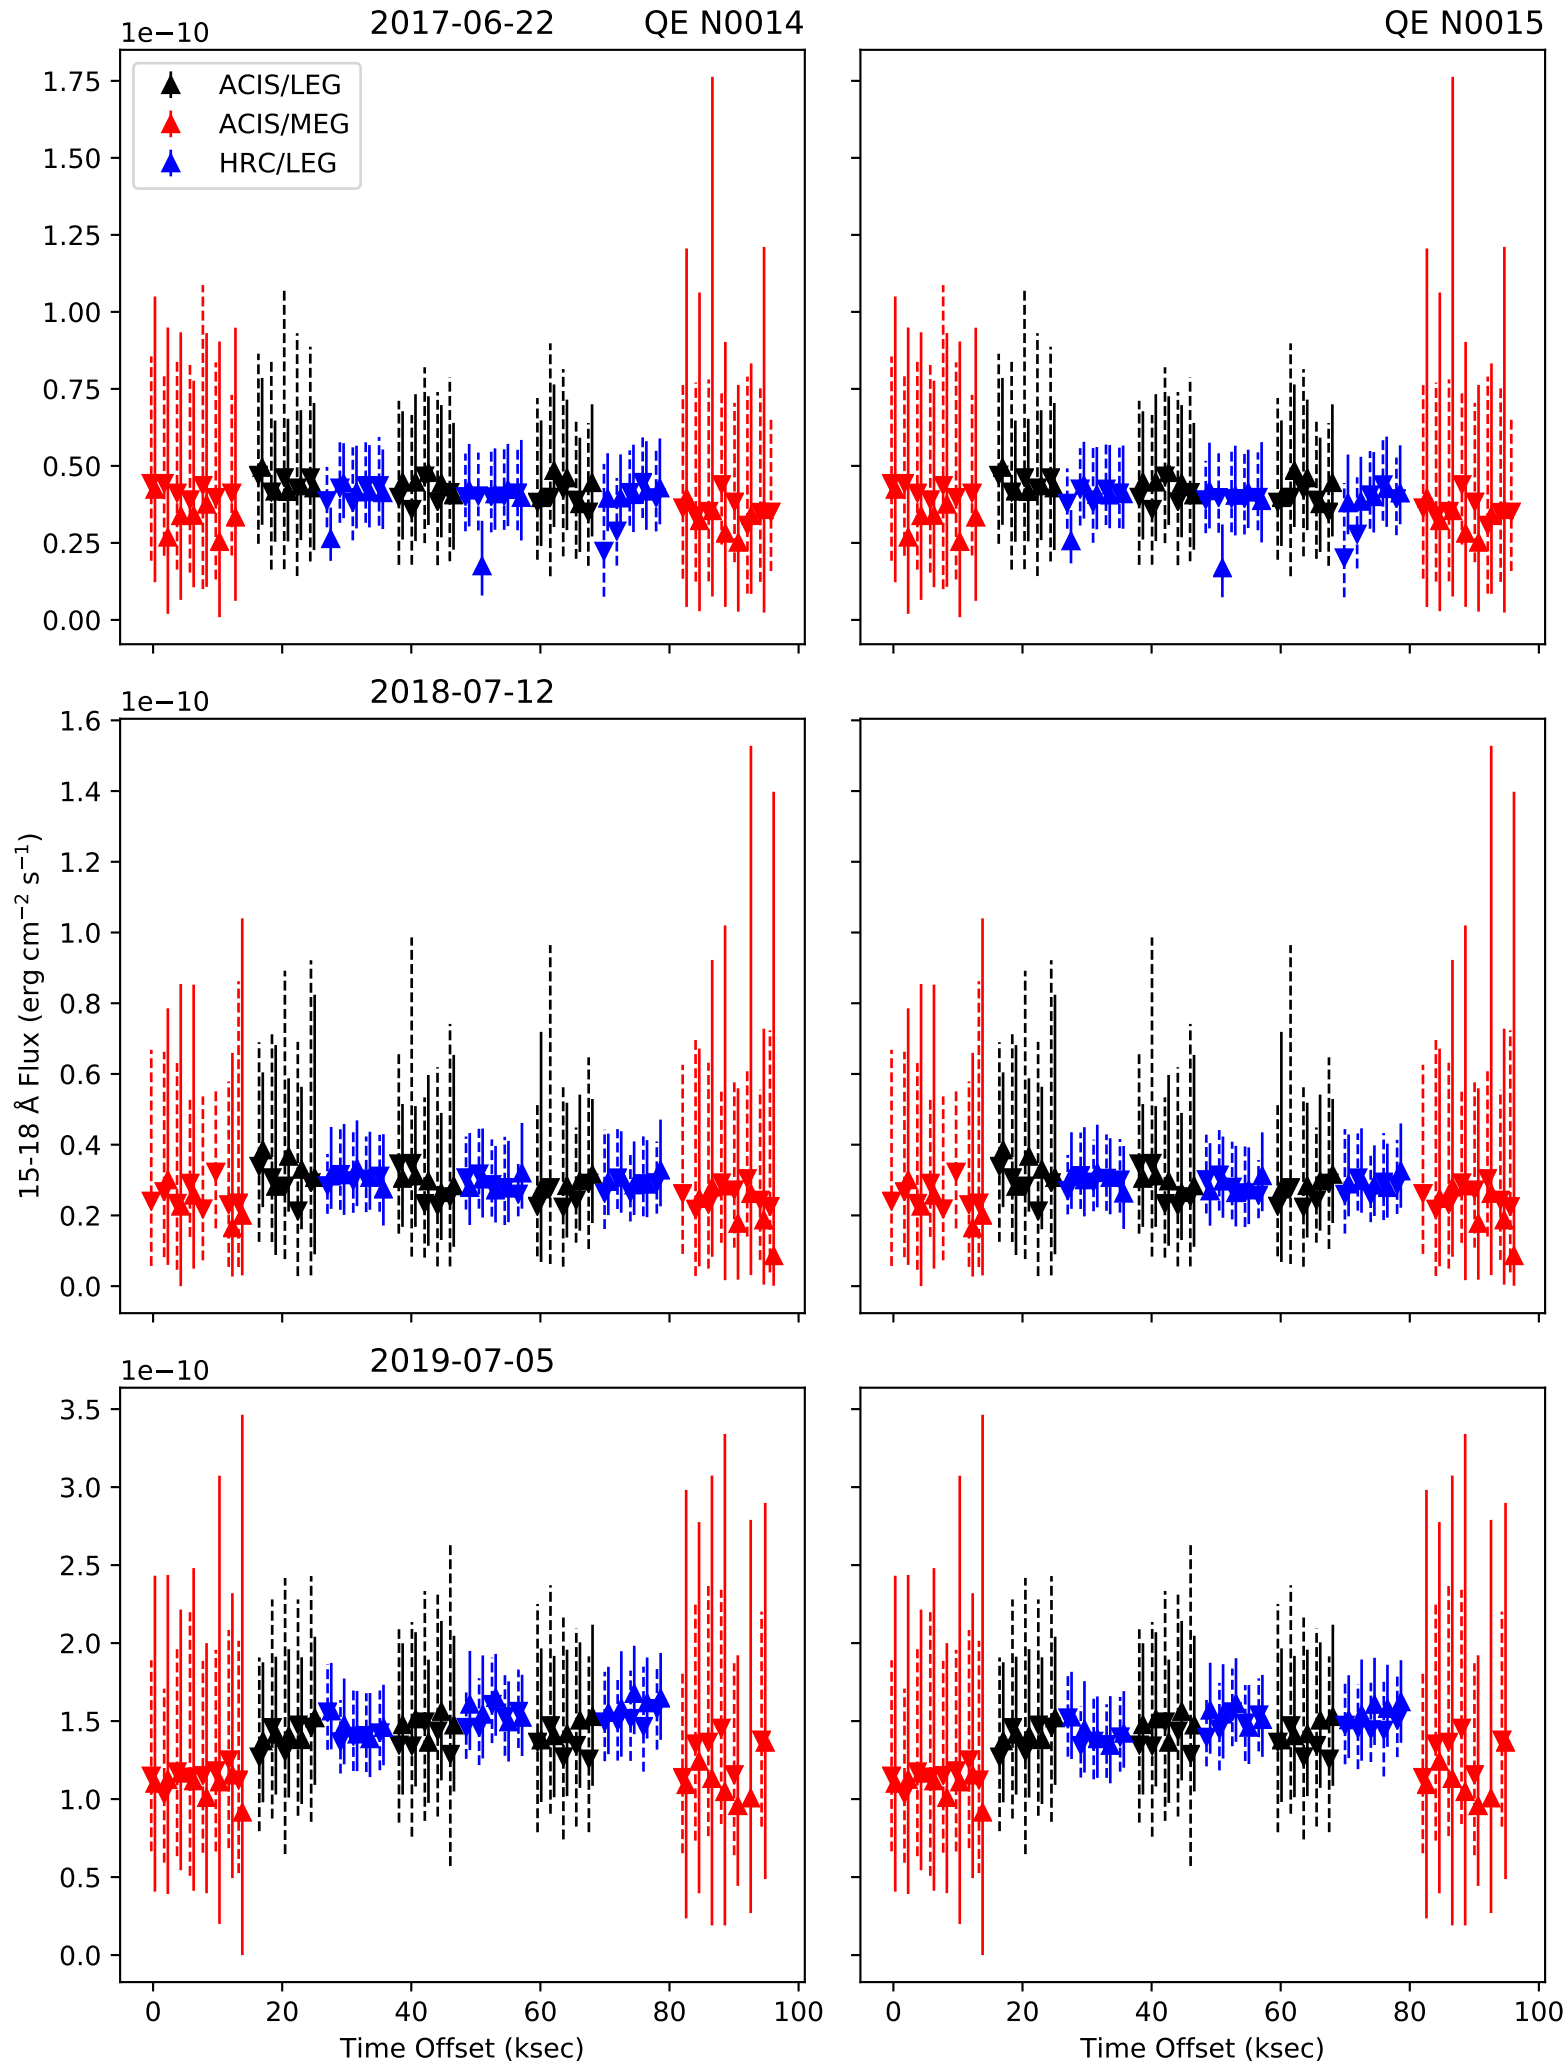 2017-06-22 QE N0014 QE N0015
1e−10
1.75
1.50
1.25
1.00
0.75
0.50
0.25
0.00
ACIS/LEG
ACIS/MEG
HRC/LEG
2018-07-12
1e−10
1.6
1.4
1.2
1.0
0.8
0.6
0.4
0.2
0.0
15-18 Å Flux (erg cm⁻² s⁻¹)
2019-07-05
1e−10
3.5
3.0
2.5
2.0
1.5
1.0
0.5
0.0
0 20 40 60 80 100 0 20 40 60 80 100
Time Offset (ksec) Time Offset (ksec)